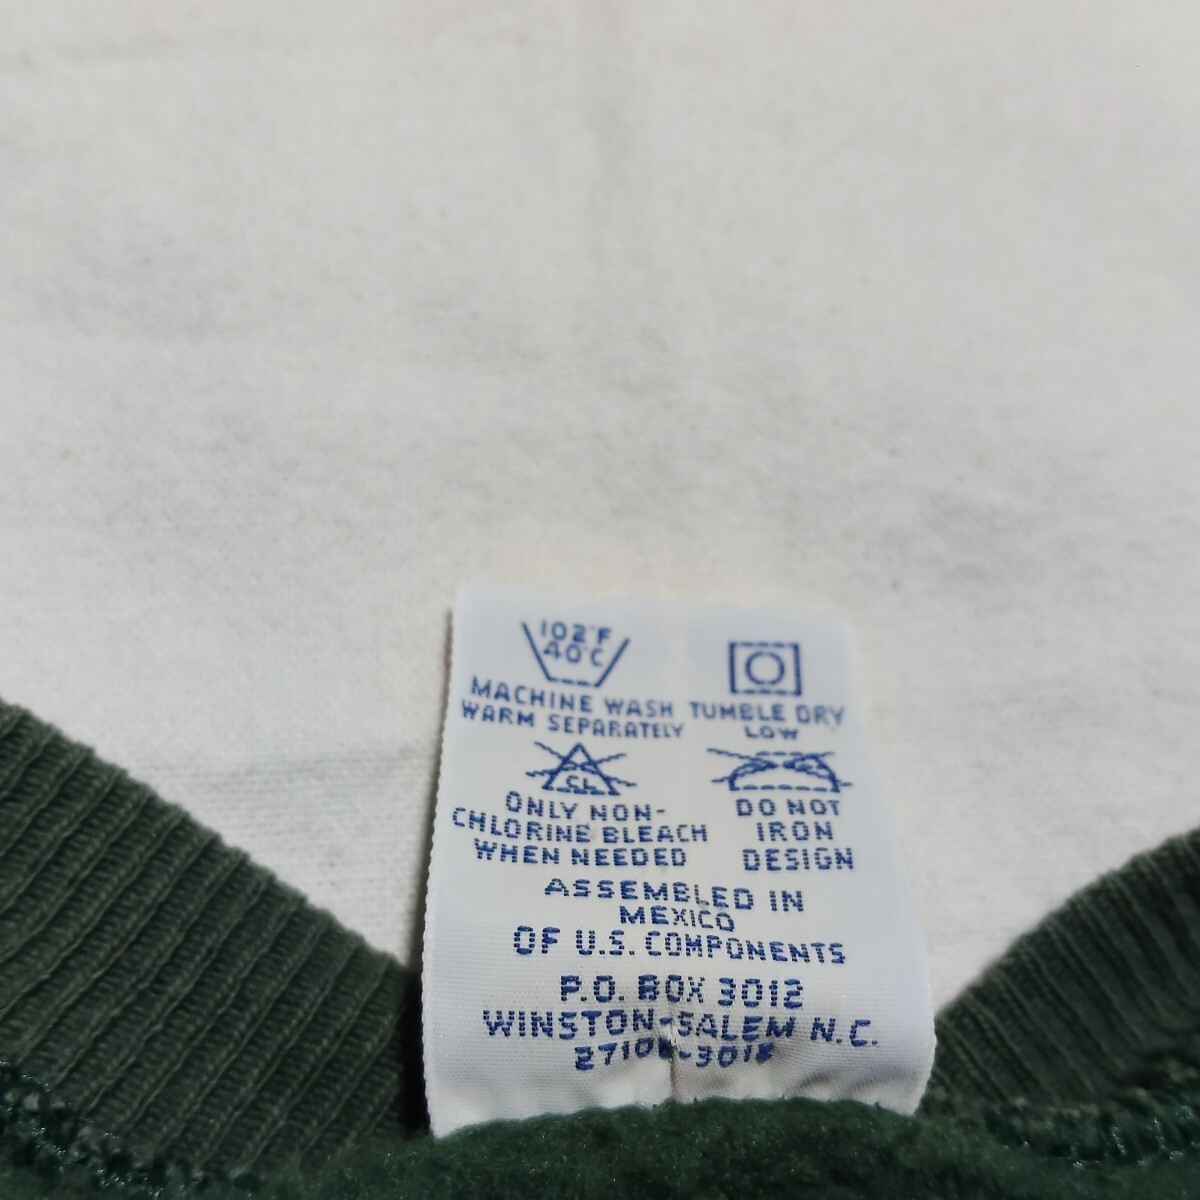 102°F
40°C
MACHINE WASH
WARM SEPARATELY
TUMBLE DRY
LOW
CL
ONLY NON-
CHLORINE BLEACH
WHEN NEEDED
DO NOT
IRON
DESIGN
ASSEMBLED IN
MEXICO
OF U.S. COMPONENTS
P.O. BOX 3012
WINSTON-SALEM N.C.